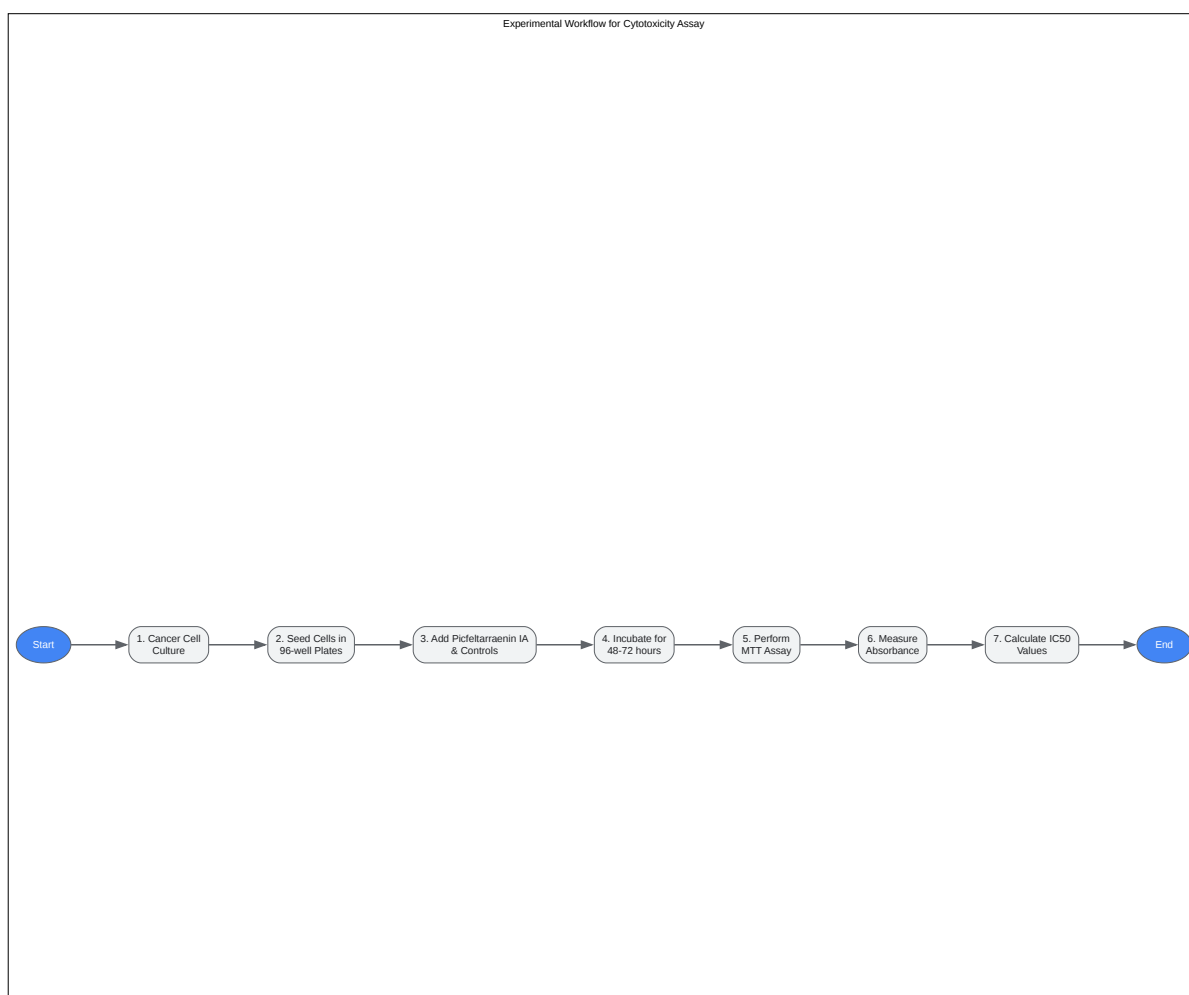 Experimental Workflow for Cytotoxicity Assay
Start
1. Cancer Cell
Culture
2. Seed Cells in
96-well Plates
3. Add Picfeltarraenin IA
& Controls
4. Incubate for
48-72 hours
5. Perform
MTT Assay
6. Measure
Absorbance
7. Calculate IC50
Values
End